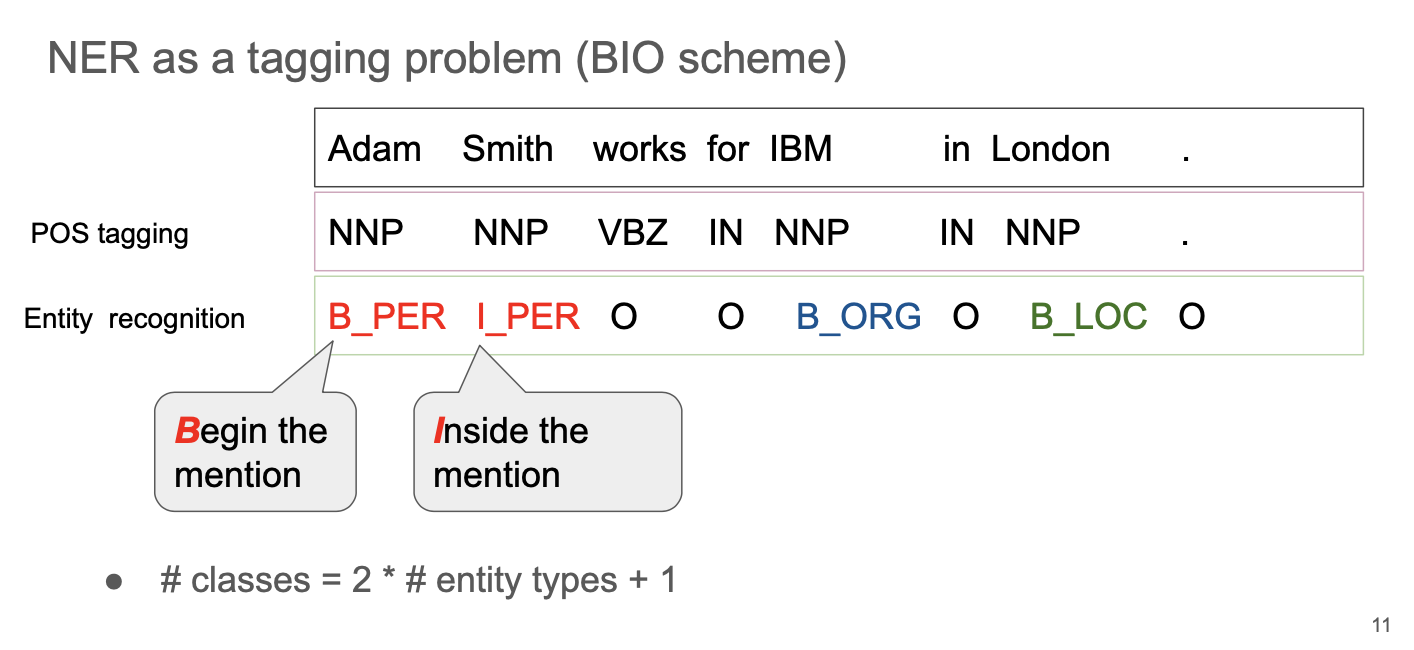 NER as a tagging problem (BIO scheme)
Adam Smith works for IBM in London .
POS tagging NNP NNP VBZ IN NNP IN NNP .
Entity recognition B_PER I_PER O O B_ORG O B_LOC O
Begin the
mention
Inside the
mention
● # classes = 2 * # entity types + 1
11